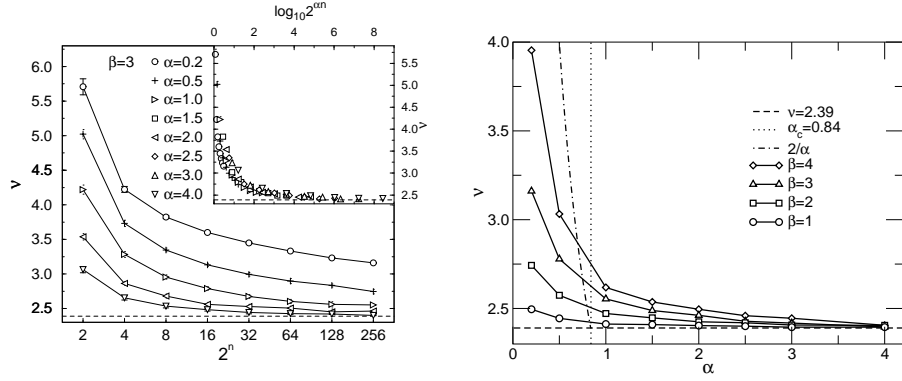 log₁₀2^αn
0 2 4 6 8
6.0
5.5
5.0
4.5
4.0
3.5
3.0
2.5
ν
β=3
α=0.2
α=0.5
α=1.0
α=1.5
α=2.0
α=2.5
α=3.0
α=4.0
5.5
5.0
4.5
4.0
3.5
3.0
2.5
ν
2 4 8 16 32 64 128 256
2^n
4.0
3.5
3.0
2.5
ν
ν=2.39
α_c=0.84
2/α
β=4
β=3
β=2
β=1
0 1 2 3 4
α